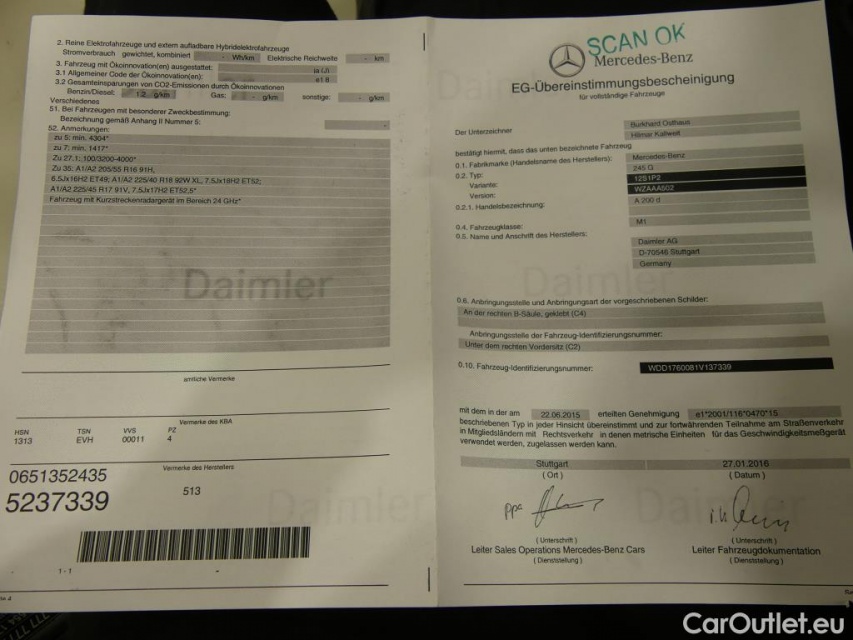 2. Reine Elektrofahrzeuge und extern aufladbare Hybridelektrofahrzeuge
Stromverbrauch gewichtet, kombiniert - Wh/km Elektrische Reichweite - km
3. Fahrzeug mit Ökoinnovation(en) ausgestattet:
3.1 Allgemeiner Code der Ökoinnovation(en): e1 8
3.2 Gesamteinsparungen von CO2-Emissionen durch Ökoinnovationen
Benzin/Diesel: 1.2 g/km Gas: - g/km sonstige: - g/km
Verschiedenes
51. Bei Fahrzeugen mit besonderer Zweckbestimmung:
Bezeichnung gemäß Anhang II Nummer 5: -
52. Anmerkungen:
zu 5: min. 4304*
zu 7: min. 1417*
Zu 27.1: 100/3200-4000*
Zu 35: A1/A2 205/55 R16 91H,
6.5Jx16H2 ET49; A1/A2 225/40 R18 92W XL, 7.5Jx18H2 ET52;
A1/A2 225/45 R17 91V, 7.5Jx17H2 ET52,5*
Fahrzeug mit Kurzstreckenradargerät im Bereich 24 GHz*
Daimler
amtliche Vermerke
Vermerke des KBA
HSN TSN VVS PZ
1313 EVH 00011 4
Vermerke des Herstellers
0651352435
5237339
513
Daimler
1 - 1
SCAN OK
Mercedes-Benz
EG-Übereinstimmungsbescheinigung
für vollständige Fahrzeuge
Der Unterzeichner
Burkhard Osthaus
Hilmar Kallweit
bestätigt hiermit, dass das unten bezeichnete Fahrzeug
0.1. Fabrikmarke (Handelsname des Herstellers): Mercedes-Benz
0.2. Typ: 245 G
Variante: 12S1P2
Version: WZAAA502
0.2.1. Handelsbezeichnung: A 200 d
0.4. Fahrzeugklasse: M1
0.5. Name und Anschrift des Herstellers: Daimler AG
D-70546 Stuttgart
Germany
Daimler
0.6. Anbringungsstelle und Anbringungsart der vorgeschriebenen Schilder:
An der rechten B-Säule, geklebt (C4)
Anbringungsstelle der Fahrzeug-Identifizierungsnummer:
Unter dem rechten Vordersitz (C2)
0.10. Fahrzeug-Identifizierungsnummer: WDD1760081V137339
mit dem in der am 22.06.2015 erteilten Genehmigung e1*2001/116*0470*15
beschriebenen Typ in jeder Hinsicht übereinstimmt und zur fortwährenden Teilnahme am Straßenverkehr
in Mitgliedsländern mit Rechtsverkehr in denen metrische Einheiten für das Geschwindigkeitsmeßgerät
verwendet werden, zugelassen werden kann.
Stuttgart 27.01.2016
( Ort ) ( Datum )
ppa i.V.
( Unterschrift ) ( Unterschrift )
Leiter Sales Operations Mercedes-Benz Cars Leiter Fahrzeugdokumentation
( Dienststellung ) ( Dienststellung )
CarOutlet.eu